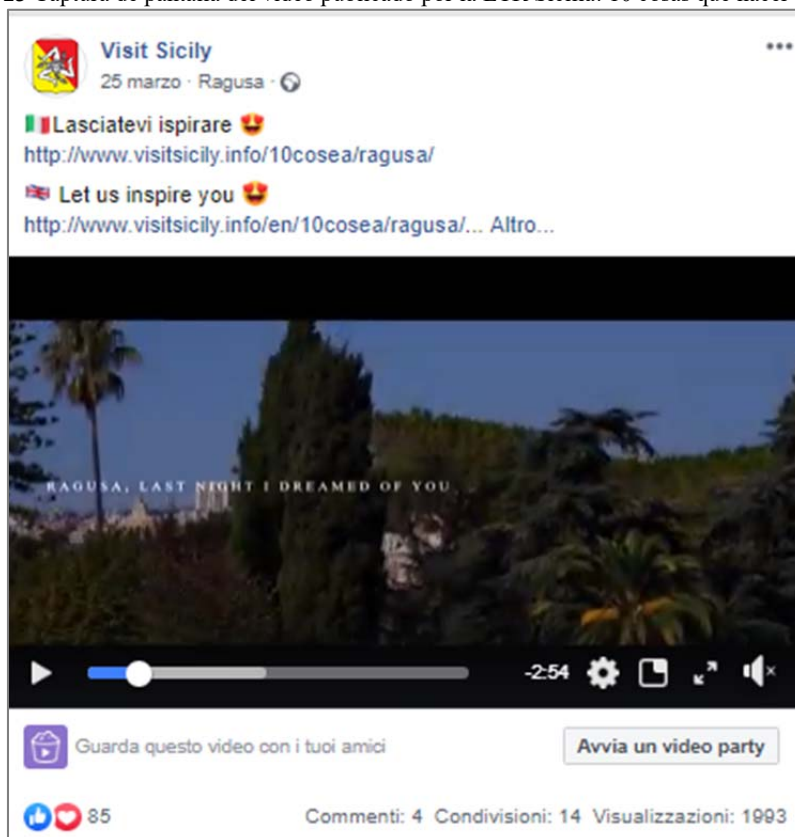 Visit Sicily
25 marzo · Ragusa ·
Lasciatevi ispirare
http://www.visitsicily.info/10cosea/ragusa/
Let us inspire you
http://www.visitsicily.info/en/10cosea/ragusa/... Altro...
RAGUSA, LAST NIGHT I DREAMED OF YOU
-2:54
Guarda questo video con i tuoi amici
Avvia un video party
85
Commenti: 4 Condivisioni: 14 Visualizzazioni: 1993